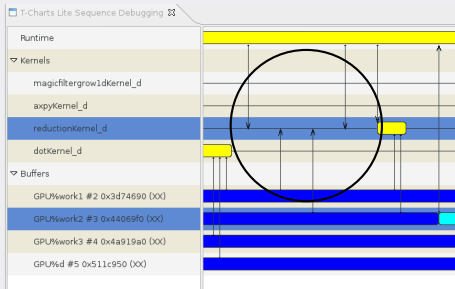 T-Charts Lite Sequence Debugging
Runtime
Kernels
magicfiltergrow1dKernel_d
axpyKernel_d
reductionKernel_d
dotKernel_d
Buffers
GPU%work1 #2 0x3d74690 (XX)
GPU%work2 #3 0x44069f0 (XX)
GPU%work3 #4 0x4a919a0 (XX)
GPU%d #5 0x511c950 (XX)